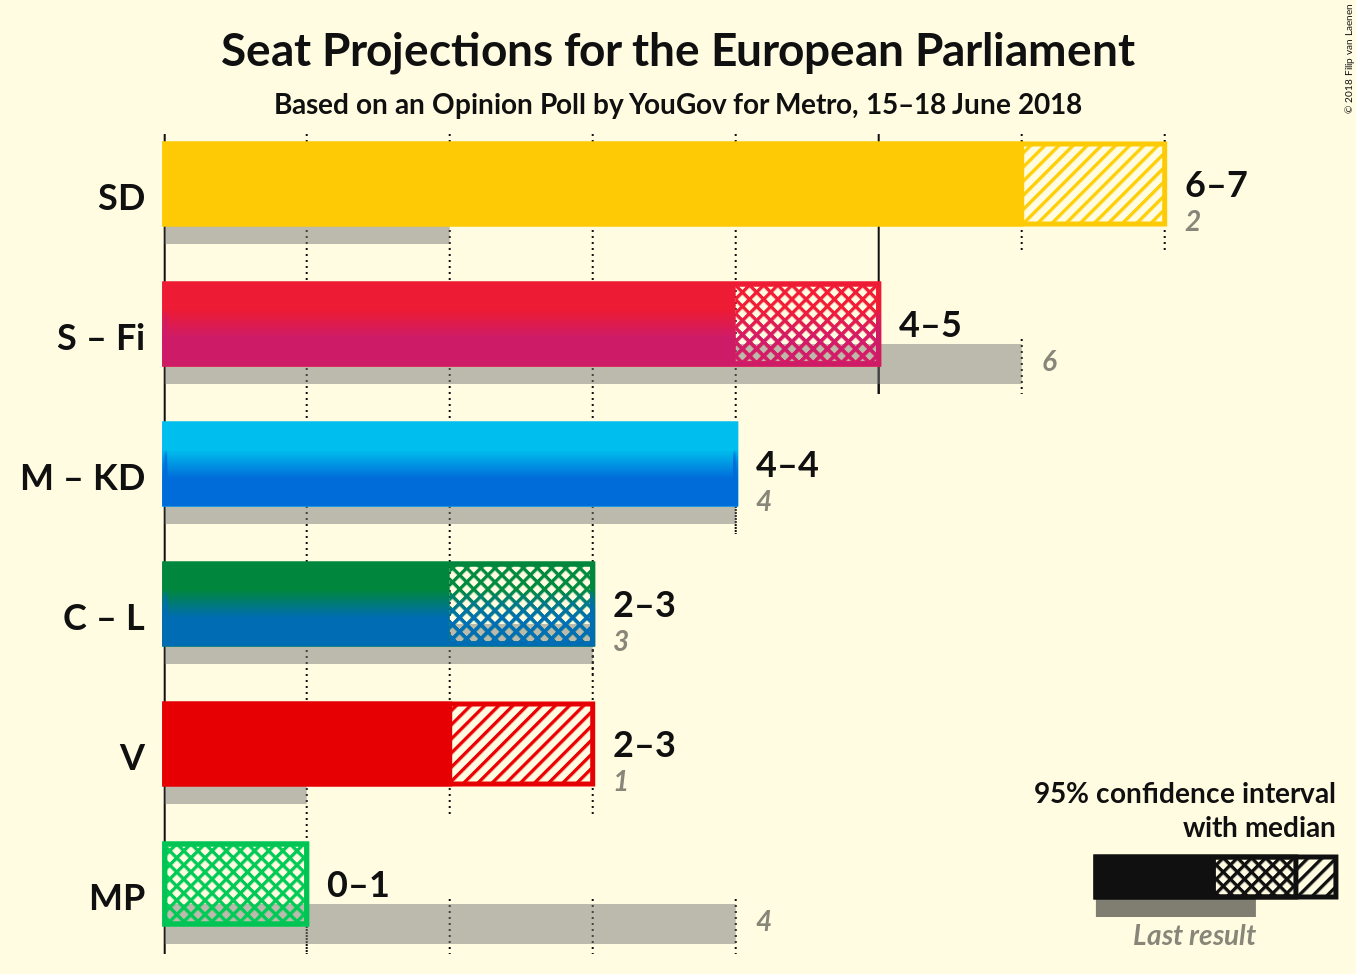 Seat Projections for the European Parliament
Based on an Opinion Poll by YouGov for Metro, 15–18 June 2018
© 2018 Filip van Laenen
SD
6–7
2
S – Fi
4–5
6
M – KD
4–4
4
C – L
2–3
3
V
2–3
1
MP
0–1
4
95% confidence interval
with median
Last result